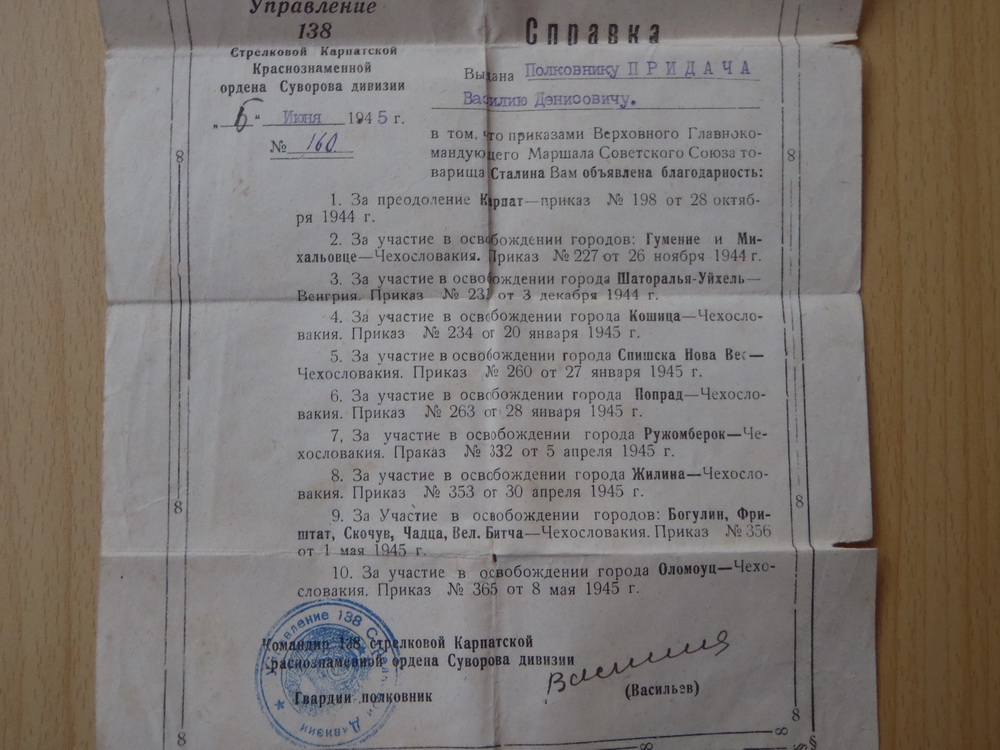 Управление
138
Стрелковой Карпатской
Краснознаменной
ордена Суворова дивизии
„6“ Июня 1945 г.
№ 160
Справка
Выдана Полковнику ПРИДАЧА
Василию Денисовичу.
в том, что приказами Верховного Главноко-
мандующего Маршала Советского Союза то-
варища Сталина Вам объявлена благодарность:
1. За преодоление Карпат—приказ № 198 от 28 октяб-
ря 1944 г.
2. За участие в освобождении городов: Гуменне и Ми-
хальовце—Чехословакия. Приказ № 227 от 26 ноября 1944 г.
3. За участие в освобождении города Шаторалья-Уйхель—
Венгрия. Приказ № 231 от 3 декабря 1944 г.
4. За участие в освобождении города Кошица—Чехосло-
вакия. Приказ № 234 от 20 января 1945 г.
5. За участие в освобождении города Спишска Нова Вес—
Чехословакия. Приказ № 260 от 27 января 1945 г.
6. За участие в освобождении города Попрад—Чехосло-
вакия. Приказ № 263 от 28 января 1945 г.
7, За участие в освобождении города Ружомберок—Че-
хословакия. Праказ № 332 от 5 апреля 1945 г.
8. За участие в освобождении города Жилина—Чехосло-
вакия. Приказ № 353 от 30 апреля 1945 г.
9. За Участие в освобождении городов: Богулин, Фри-
штат, Скочув, Чадца, Вел. Битча—Чехословакия. Приказ № 356
от 1 мая 1945 г.
10. За участие в освобождении города Оломоуц—Чехо-
словакия. Приказ № 365 от 8 мая 1945 г.
Командир 138 стрелковой Карпатской
Краснознаменной ордена Суворова дивизии
Гвардии полковник
(Васильев)
Управление 138 Стрелковой Дивизии